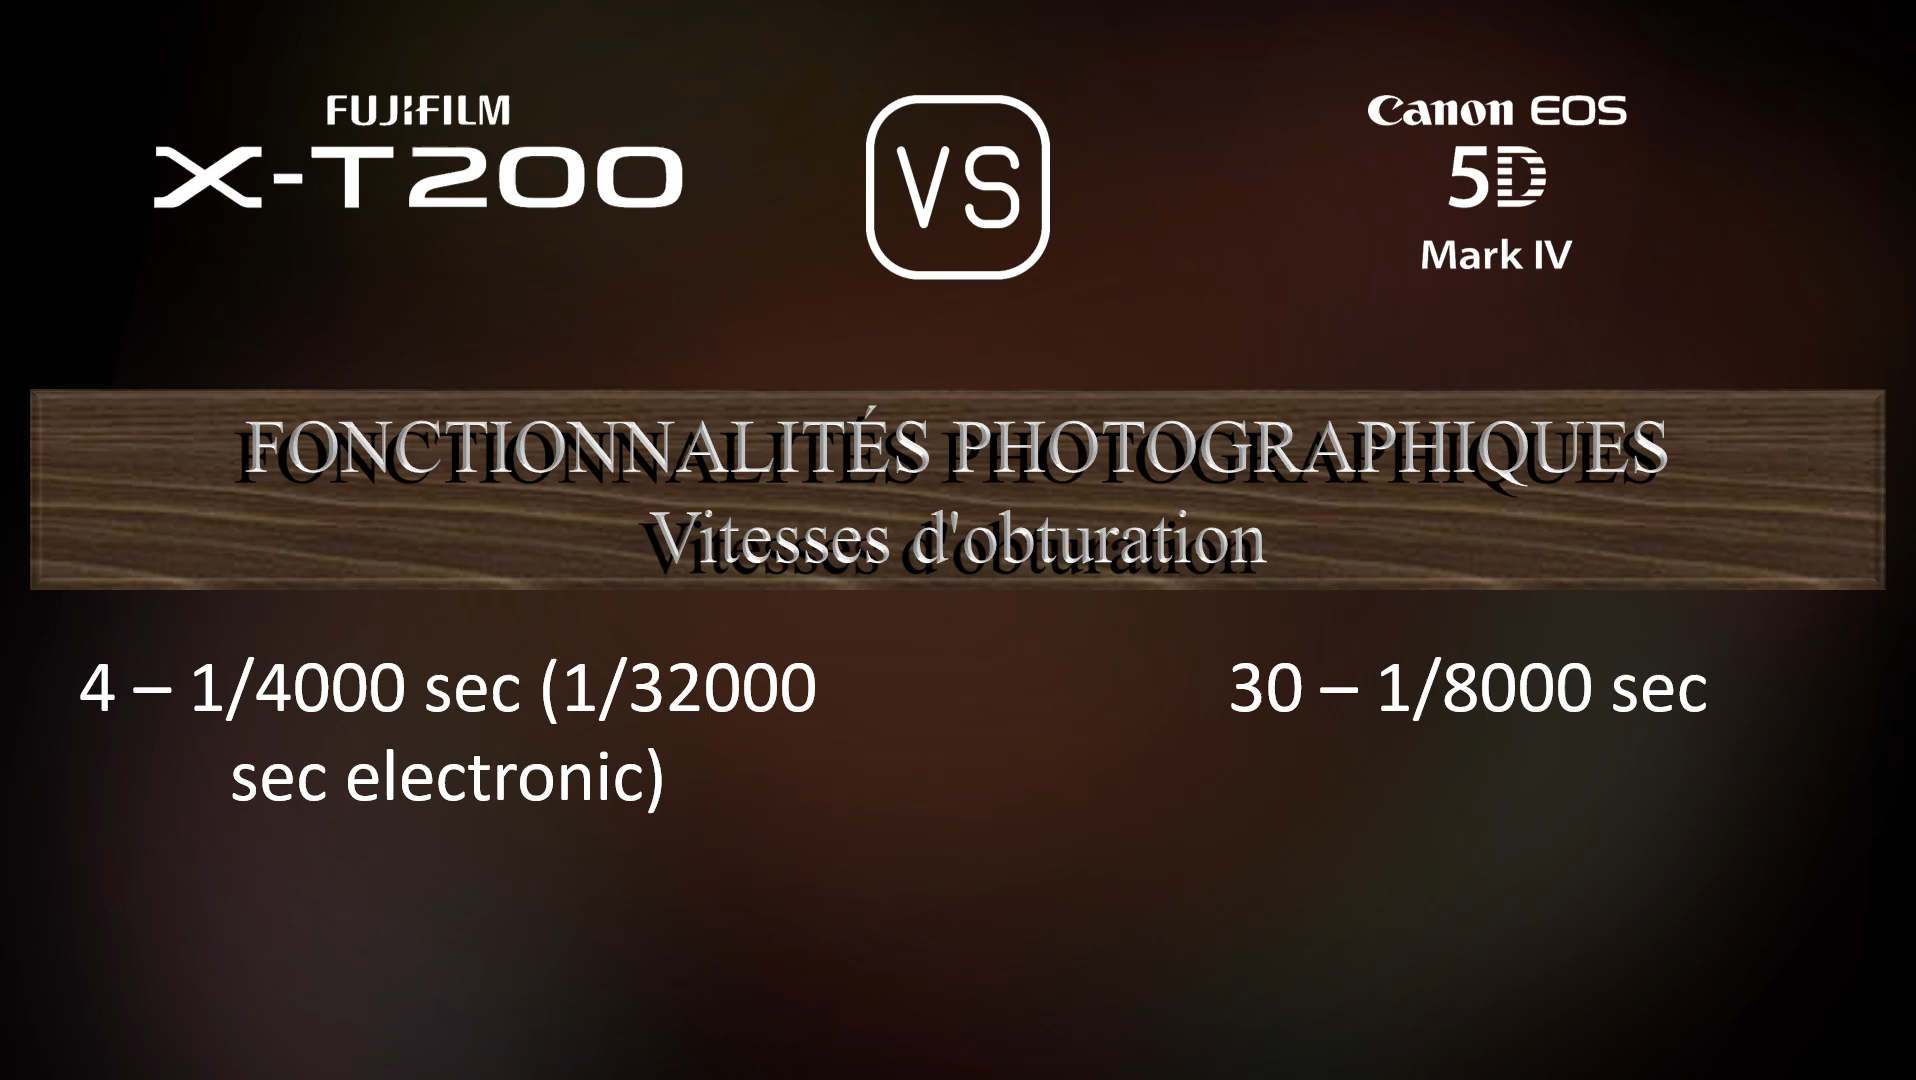 FUJIFILM
X-T200
VS
Canon EOS
5D
Mark IV
FONCTIONNALITÉS PHOTOGRAPHIQUES
Vitesses d'obturation
4 – 1/4000 sec (1/32000
sec electronic)
30 – 1/8000 sec